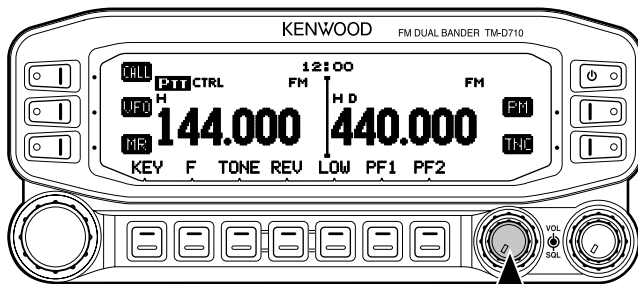 KENWOOD FM DUAL BANDER TM-D710
12:00
CALL PTT CTRL FM FM
H H D
VFO 144.000 440.000 PM
MR TNC
KEY F TONE REV LOW PF1 PF2
VOL
SQL